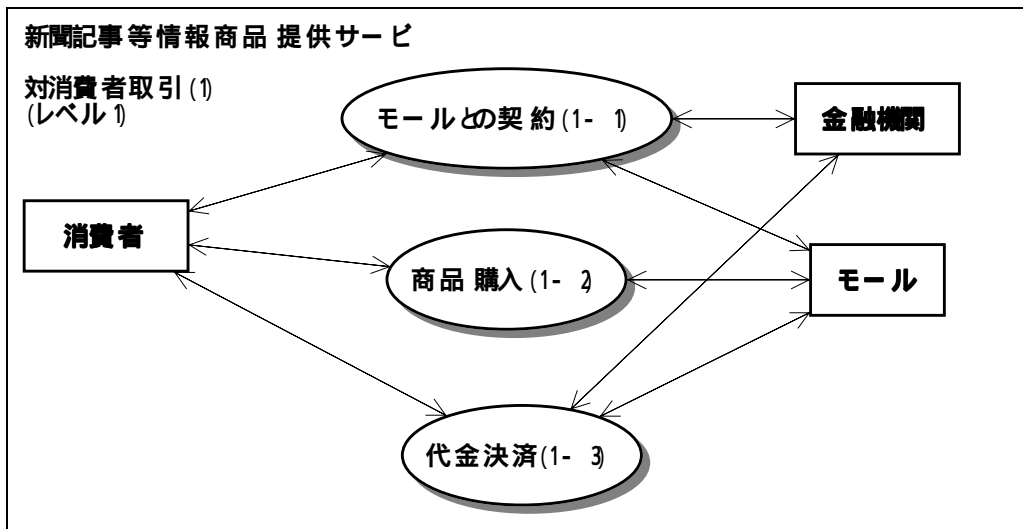 新聞記事等情報商品提供サービ
対消費者取引(1)
(レベル1)
モールとの契約(1- 1)
金融機関
消費者
商品購入(1- 2)
モール
代金決済(1- 3)